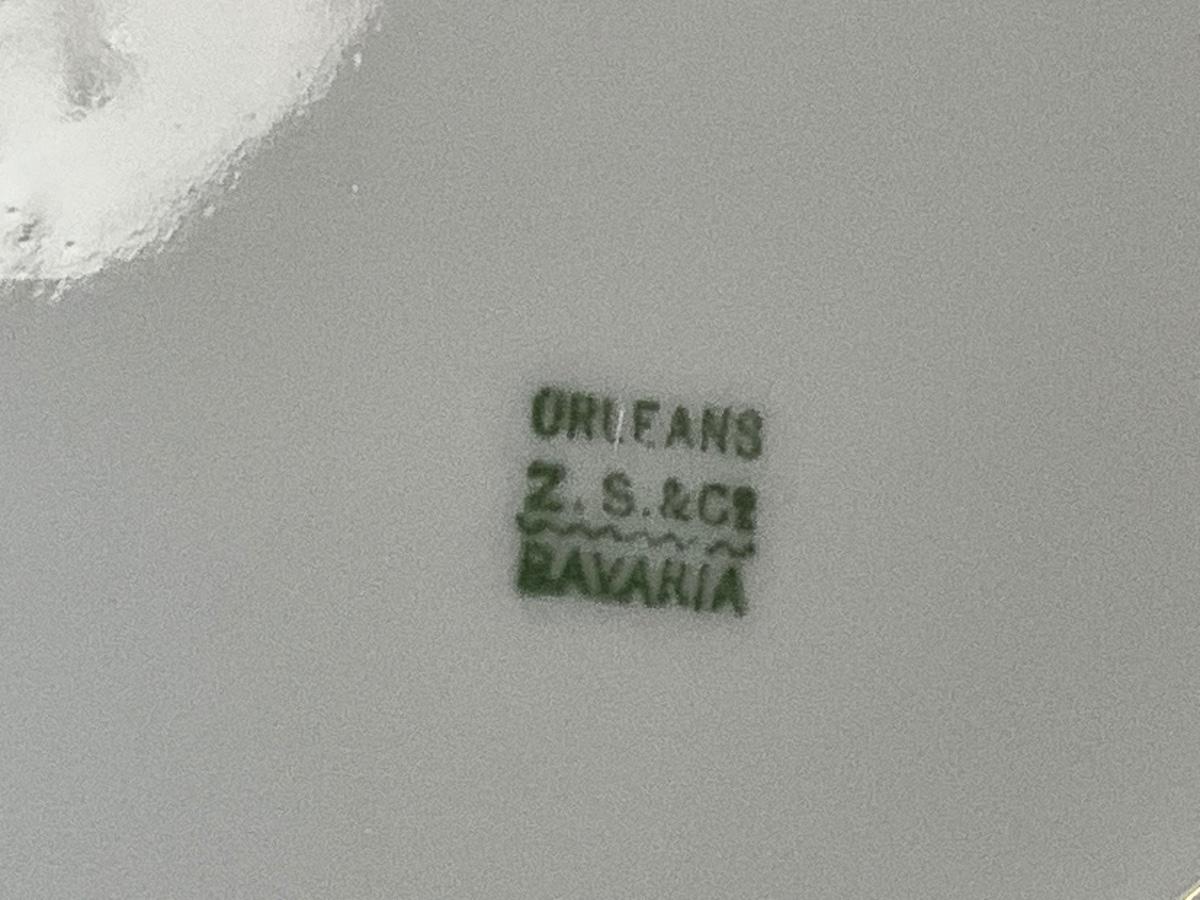 ORLEANS
Z. S. & Cº
BAVARIA